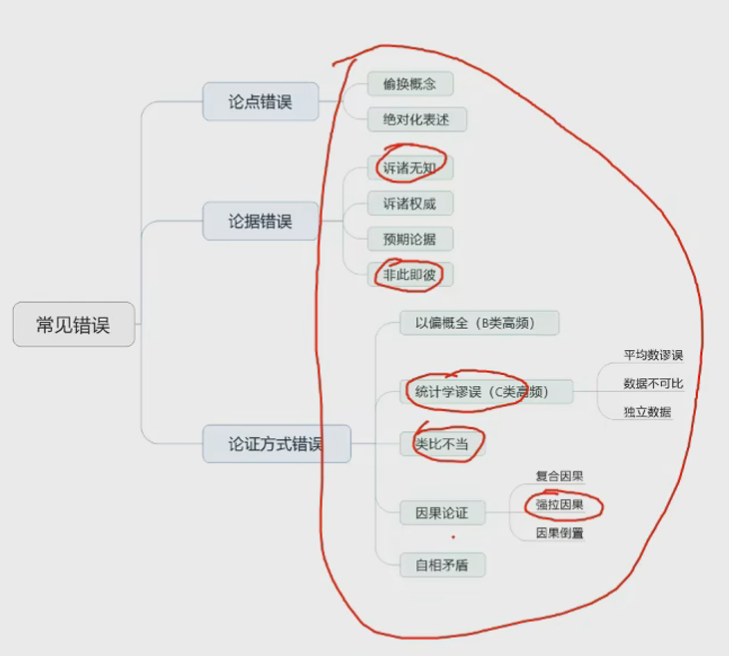 常见错误
论点错误
偷换概念
绝对化表述
论据错误
诉诸无知
诉诸权威
预期论据
非此即彼
论证方式错误
以偏概全（B类高频）
统计学谬误（C类高频）
平均数谬误
数据不可比
独立数据
类比不当
因果论证
复合因果
强拉因果
因果倒置
自相矛盾